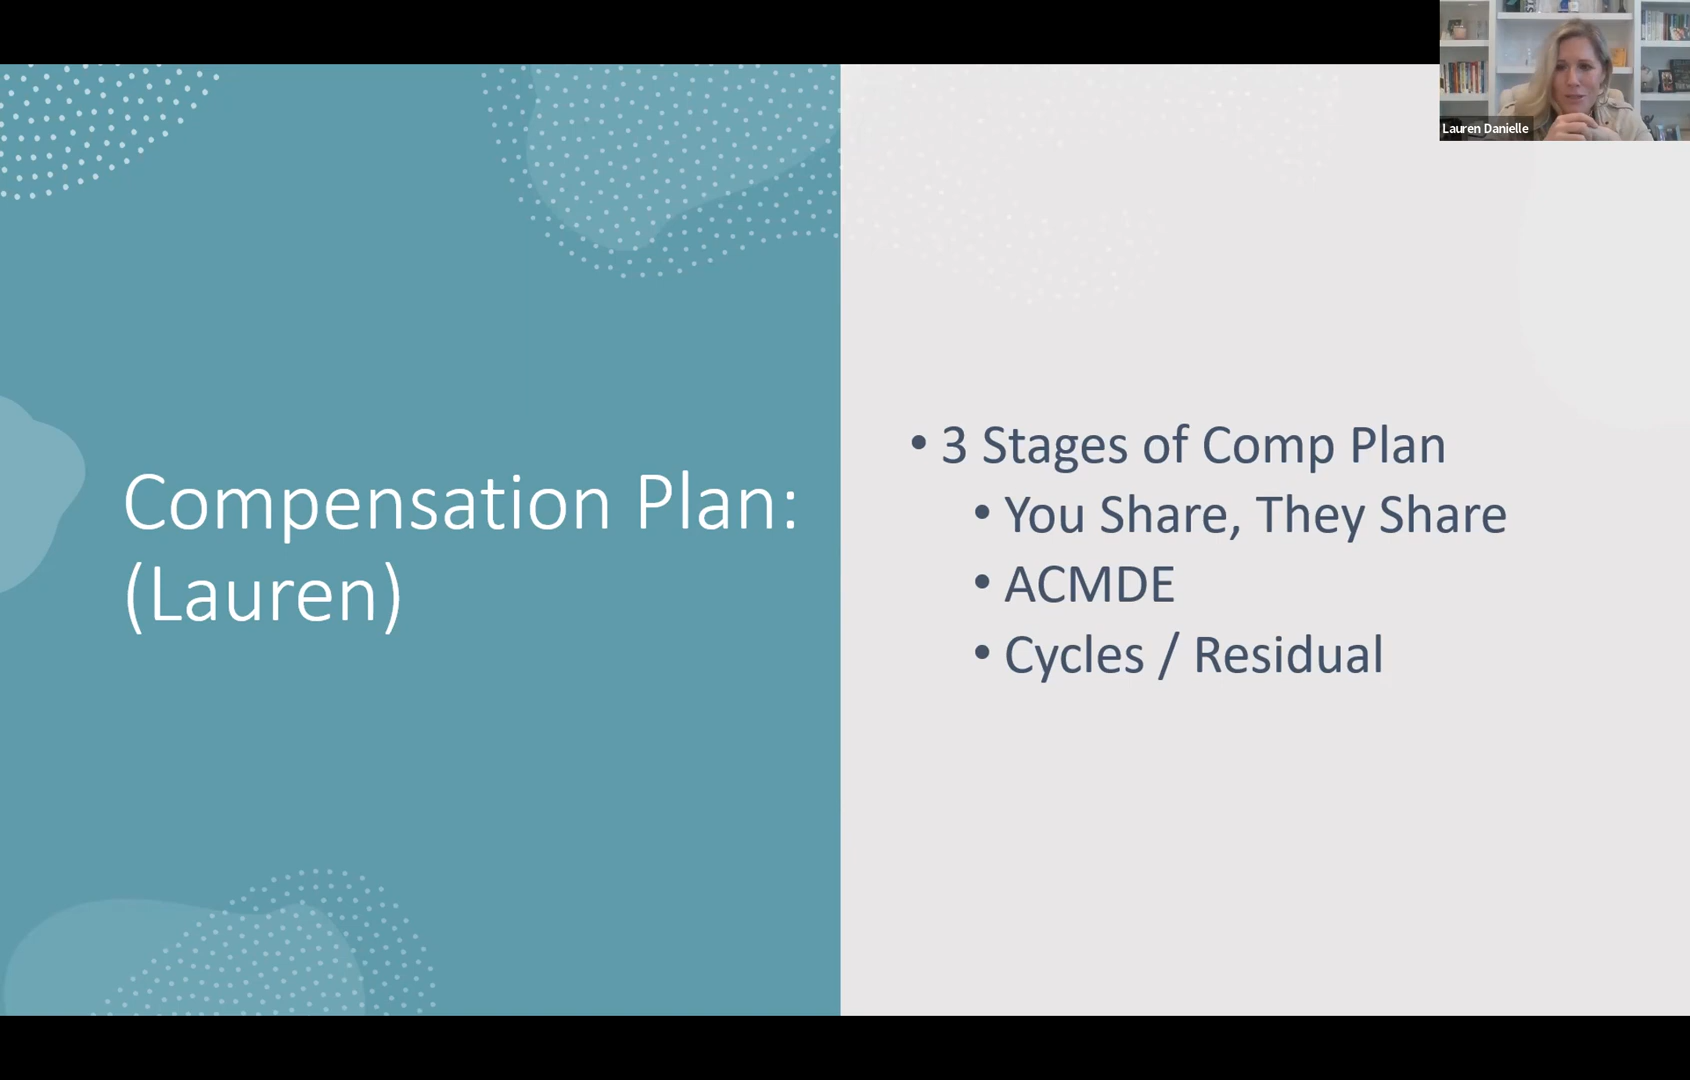 Lauren Danielle
Compensation Plan:
(Lauren)
• 3 Stages of Comp Plan
• You Share, They Share
• ACMDE
• Cycles / Residual